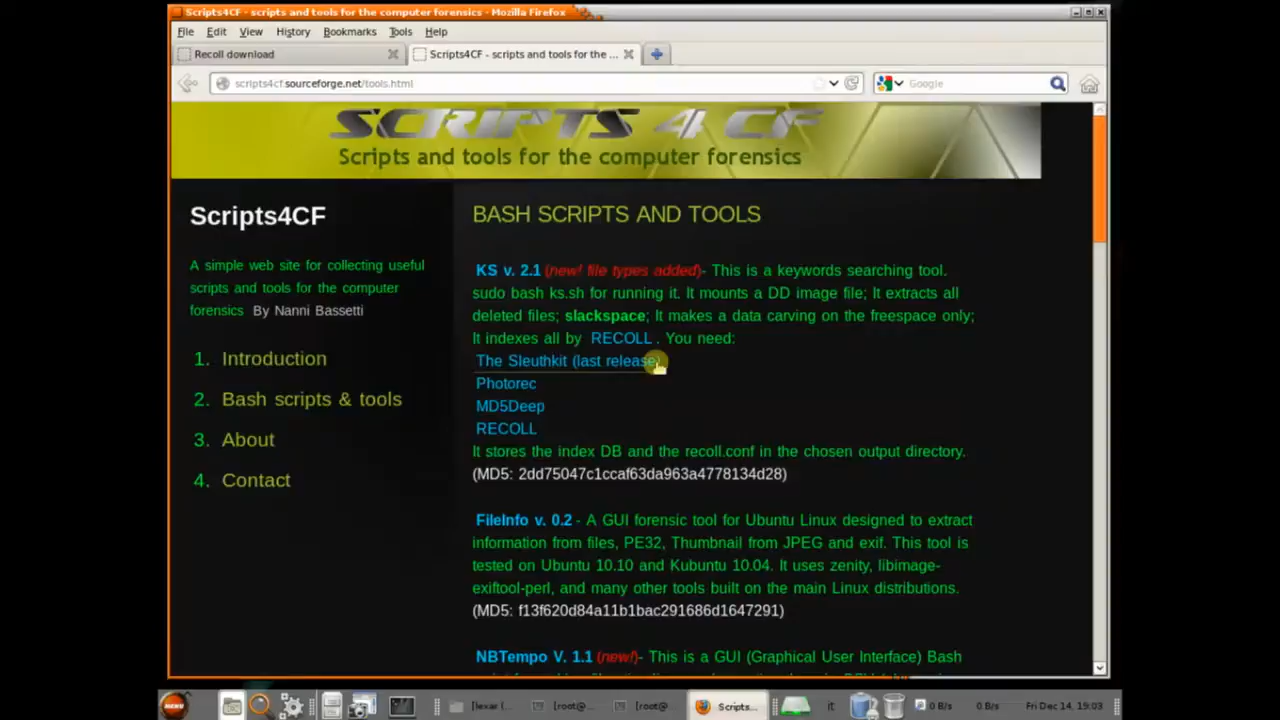 Scripts4CF - scripts and tools for the computer forensics - Mozilla Firefox
File Edit View History Bookmarks Tools Help
Recoll download
Scripts4CF - scripts and tools for the ...
scripts4cf.sourceforge.net/tools.html
Google
SCRIPTS 4 CF
Scripts and tools for the computer forensics
Scripts4CF
A simple web site for collecting useful
scripts and tools for the computer
forensics By Nanni Bassetti
1. Introduction
2. Bash scripts & tools
3. About
4. Contact
BASH SCRIPTS AND TOOLS
KS v. 2.1 (new! file types added)- This is a keywords searching tool.
sudo bash ks.sh for running it. It mounts a DD image file; It extracts all
deleted files; slackspace; It makes a data carving on the freespace only;
It indexes all by RECOLL . You need:
The Sleuthkit (last release)
Photorec
MD5Deep
RECOLL
It stores the index DB and the recoll.conf in the chosen output directory.
(MD5: 2dd75047c1ccaf63da963a4778134d28)
FileInfo v. 0.2 - A GUI forensic tool for Ubuntu Linux designed to extract
information from files, PE32, Thumbnail from JPEG and exif. This tool is
tested on Ubuntu 10.10 and Kubuntu 10.04. It uses zenity, libimage-
exiftool-perl, and many other tools built on the main Linux distributions.
(MD5: f13f620d84a11b1bac291686d1647291)
NBTempo V. 1.1 (new!)- This is a GUI (Graphical User Interface) Bash
MENU
[lexar (...
[root@...
[root@...
Scripts...
it
0 B/s
0 B/s
Fri Dec 14, 19:03